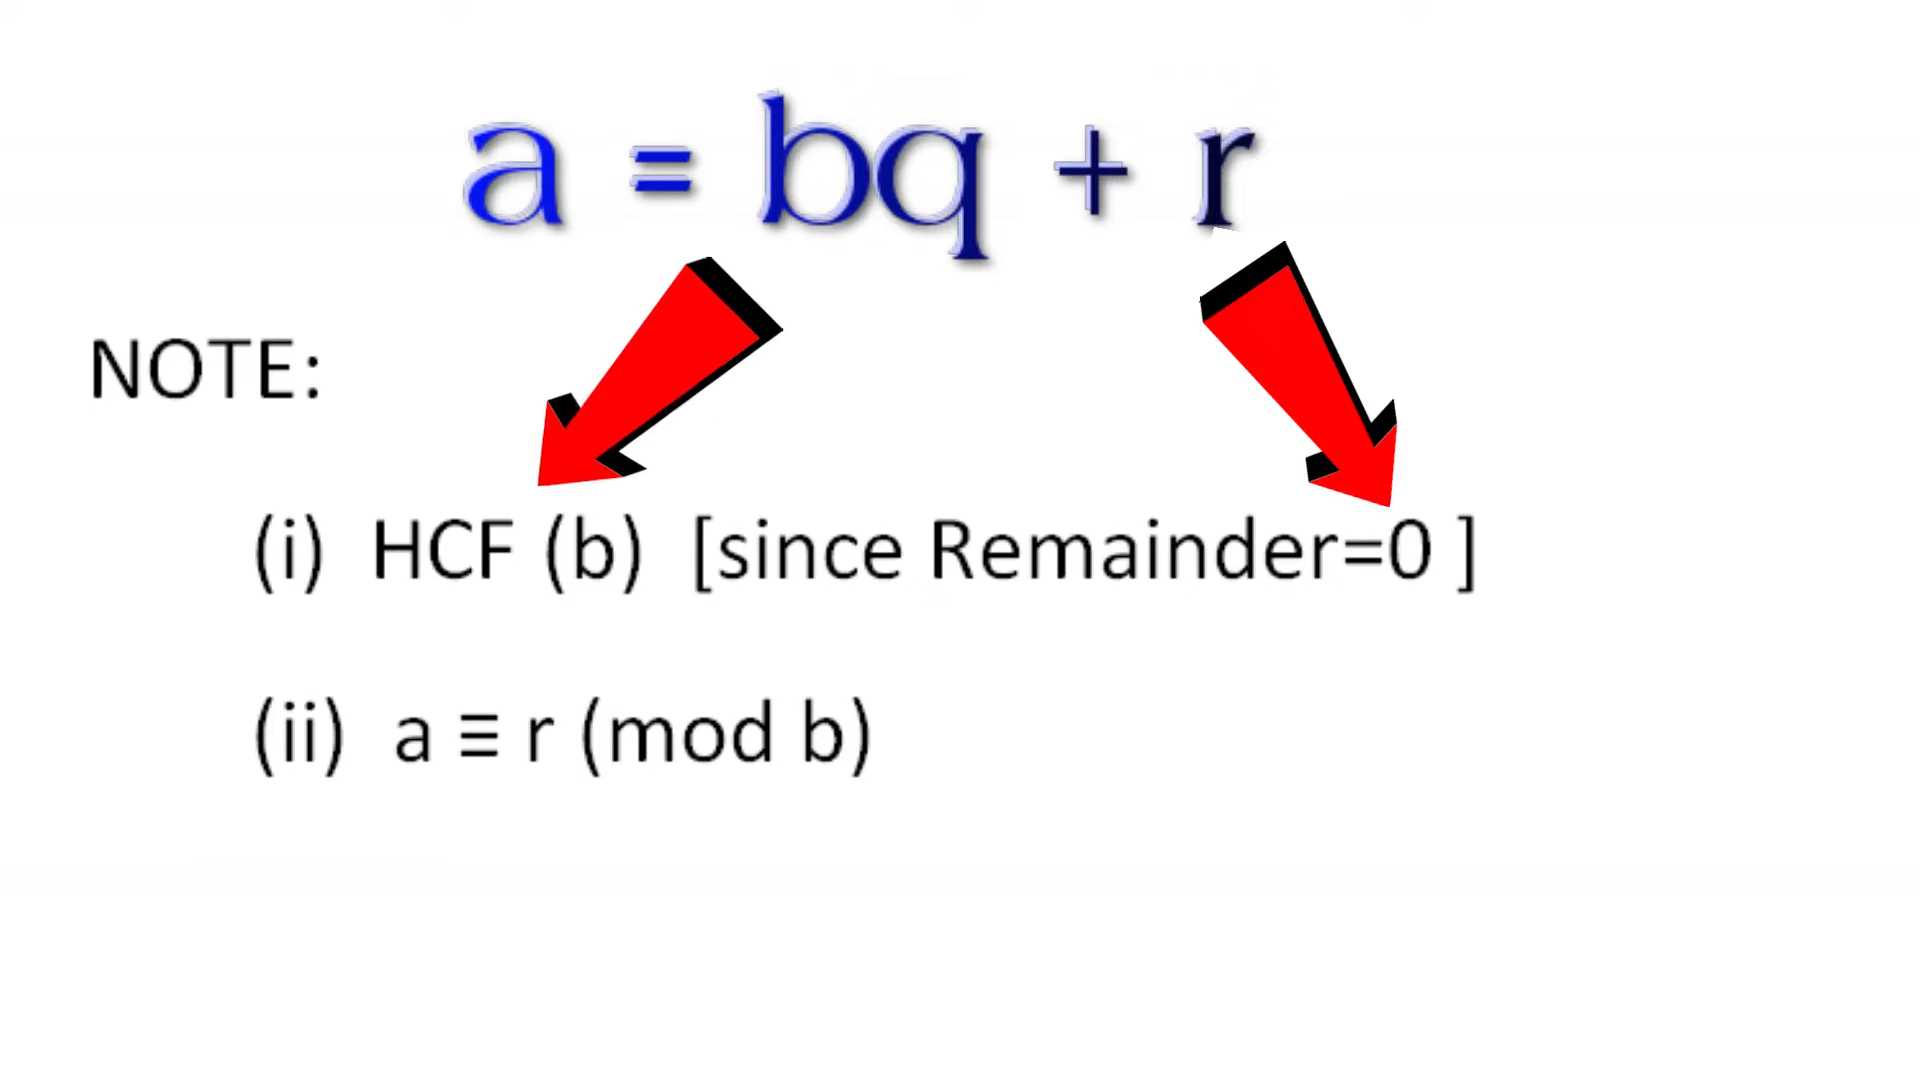 a = bq + r
NOTE:
(i) HCF (b) [since Remainder=0 ]
(ii) a ≡ r (mod b)